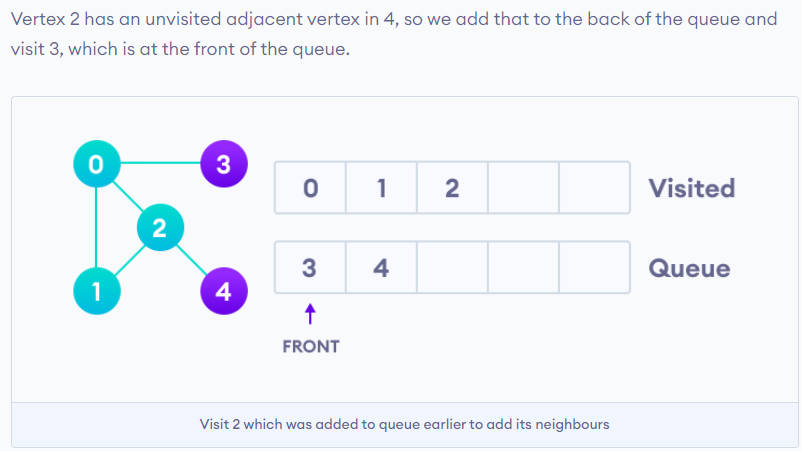 Vertex 2 has an unvisited adjacent vertex in 4, so we add that to the back of the queue and
visit 3, which is at the front of the queue.
0 3
2
1 4
0 1 2 Visited
3 4 Queue
FRONT
Visit 2 which was added to queue earlier to add its neighbours